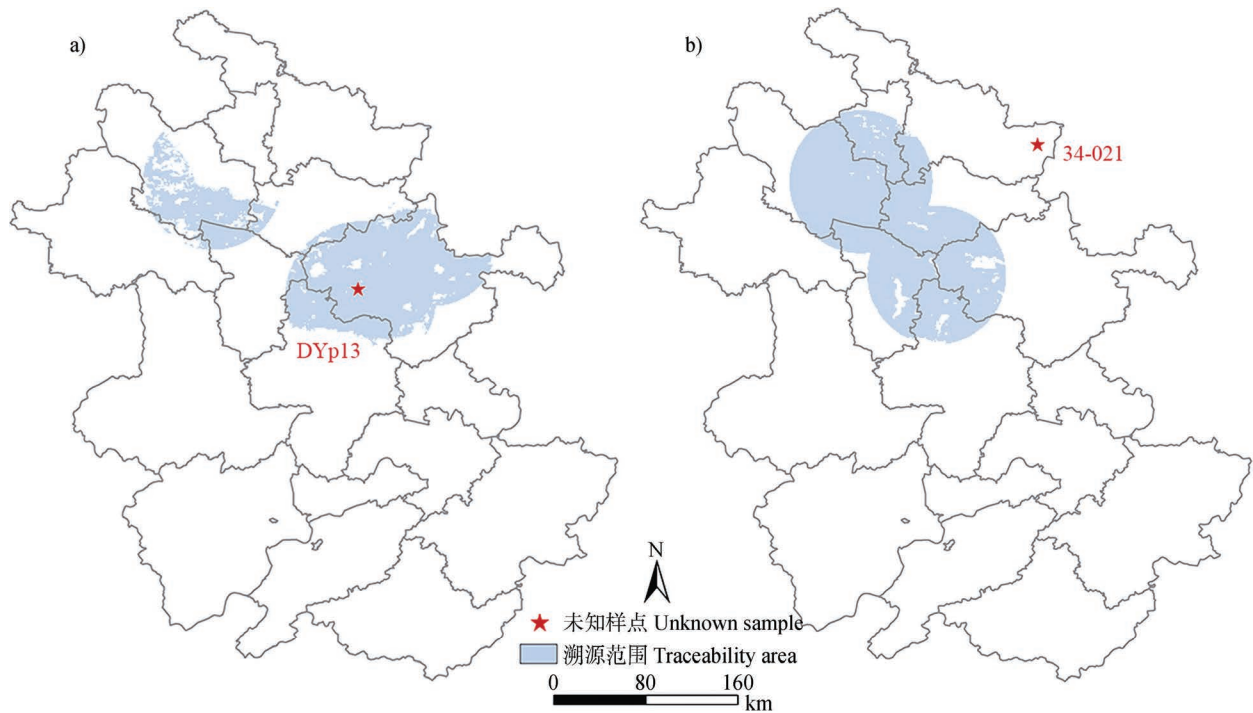 a)
b)
34-021
DYp13
N
未知样点 Unknown sample
溯源范围 Traceability area
0 80 160
km